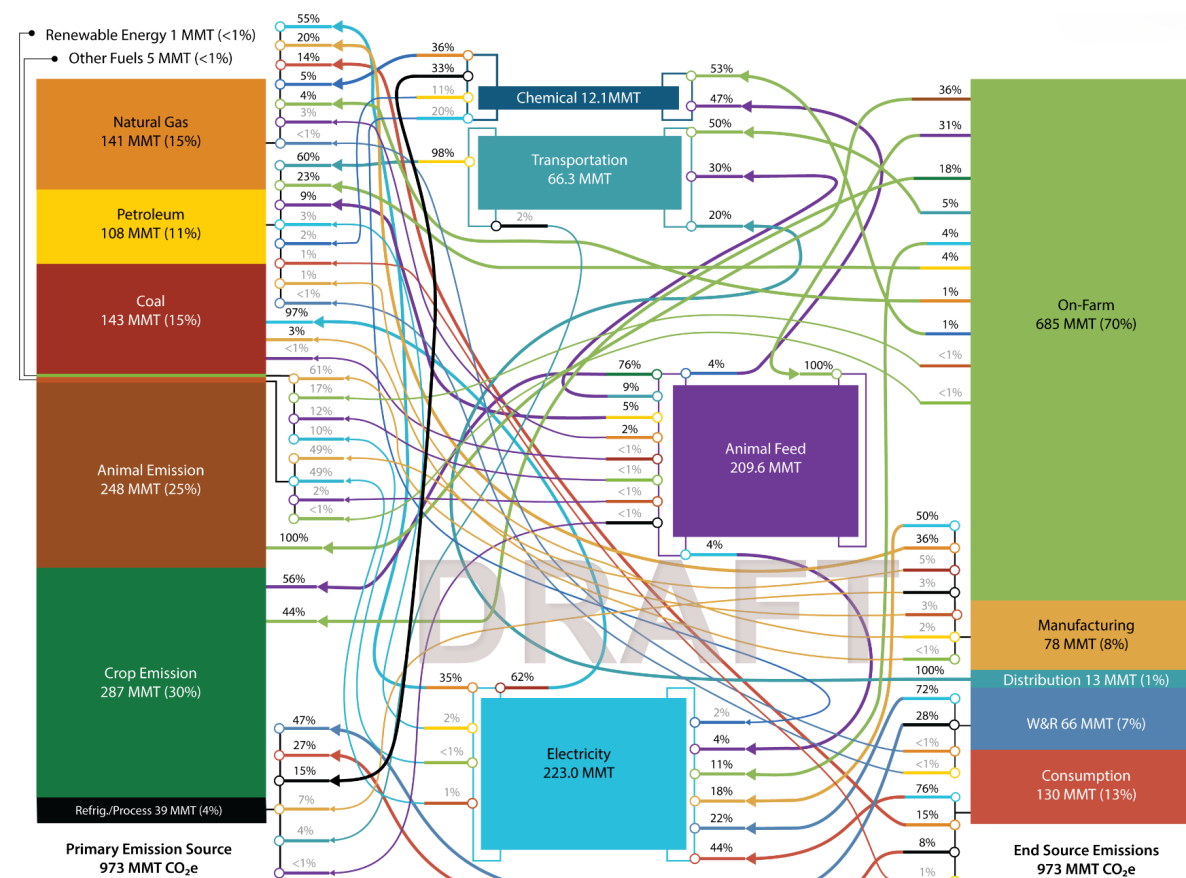 Renewable Energy 1 MMT (<1%)
Other Fuels 5 MMT (<1%)
Natural Gas
141 MMT (15%)
Petroleum
108 MMT (11%)
Coal
143 MMT (15%)
Animal Emission
248 MMT (25%)
Crop Emission
287 MMT (30%)
Refrig./Process 39 MMT (4%)
Primary Emission Source
973 MMT CO₂e
55%
20%
14%
5%
4%
3%
<1%
60%
23%
9%
3%
2%
1%
1%
<1%
97%
3%
<1%
61%
17%
12%
10%
49%
49%
2%
<1%
100%
56%
44%
47%
27%
15%
7%
4%
<1%
36%
33%
11%
20%
Chemical 12.1MMT
53%
47%
98%
Transportation
66.3 MMT
2%
50%
30%
20%
76%
9%
5%
2%
<1%
<1%
<1%
<1%
4%
100%
Animal Feed
209.6 MMT
4%
DRAFT
35%
62%
2%
<1%
1%
Electricity
223.0 MMT
2%
4%
11%
18%
22%
44%
36%
31%
18%
5%
4%
4%
1%
1%
<1%
<1%
On-Farm
685 MMT (70%)
50%
36%
5%
3%
3%
2%
<1%
Manufacturing
78 MMT (8%)
100%
Distribution 13 MMT (1%)
72%
28%
<1%
<1%
W&R 66 MMT (7%)
76%
15%
8%
1%
Consumption
130 MMT (13%)
End Source Emissions
973 MMT CO₂e